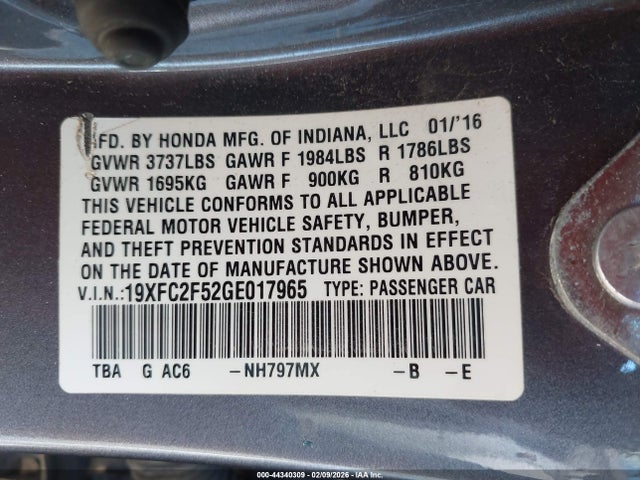 FD. BY HONDA MFG. OF INDIANA, LLC 01/'16
GVWR 3737LBS GAWR F 1984LBS R 1786LBS
GVWR 1695KG GAWR F 900KG R 810KG
THIS VEHICLE CONFORMS TO ALL APPLICABLE
FEDERAL MOTOR VEHICLE SAFETY, BUMPER,
AND THEFT PREVENTION STANDARDS IN EFFECT
ON THE DATE OF MANUFACTURE SHOWN ABOVE.
V.I.N.:19XFC2F52GE017965 TYPE: PASSENGER CAR
TBA G AC6 -NH797MX -B -E
000-44340309 - 02/09/2026 - IAAI.COM